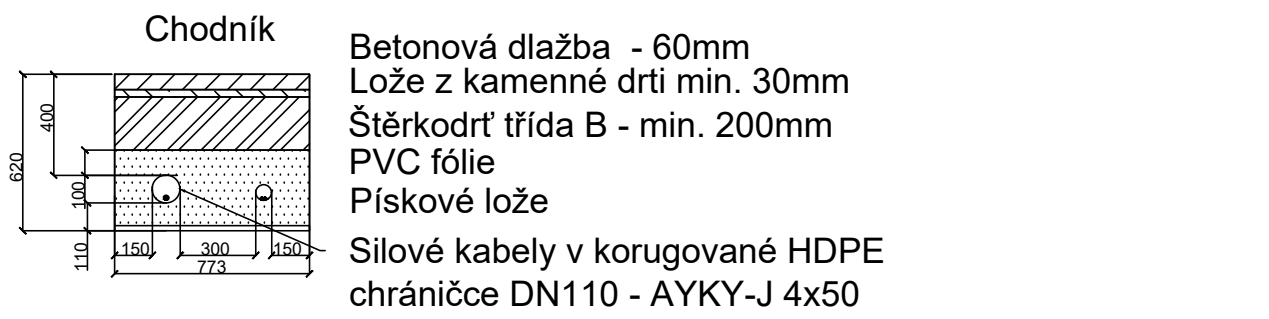 Chodník
Betonová dlažba - 60mm
Lože z kamenné drti min. 30mm
Štěrkodrť třída B - min. 200mm
PVC fólie
Pískové lože
Silové kabely v korugované HDPE
chráničce DN110 - AYKY-J 4x50
620
400
100
110
150
300
150
773